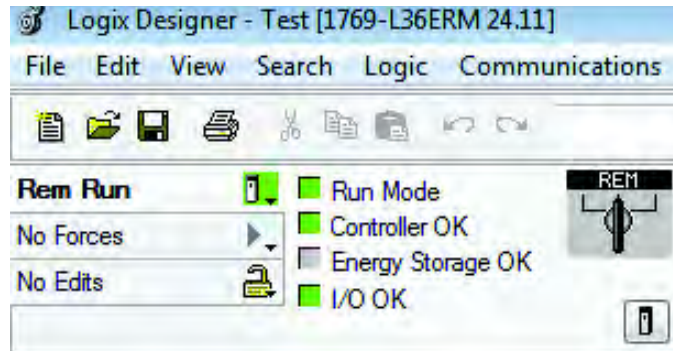 Logix Designer - Test [1769-L36ERM 24.11]
File Edit View Search Logic Communications
Rem Run
No Forces
No Edits
Run Mode
Controller OK
Energy Storage OK
I/O OK
REM